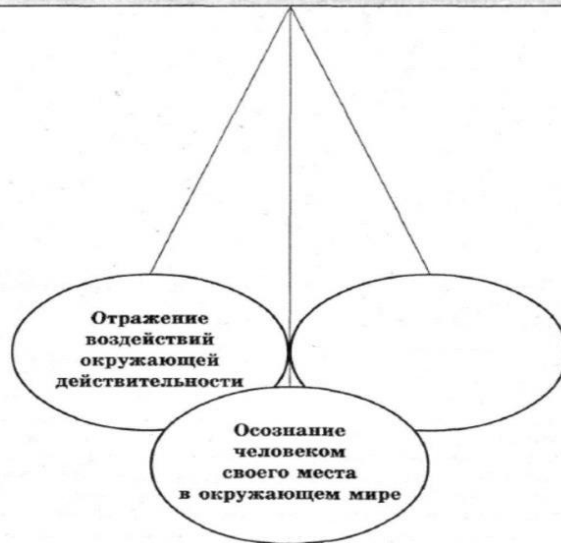 Отражение
воздействий
окружающей
действительности
Осознание
человеком
своего места
в окружающем мире